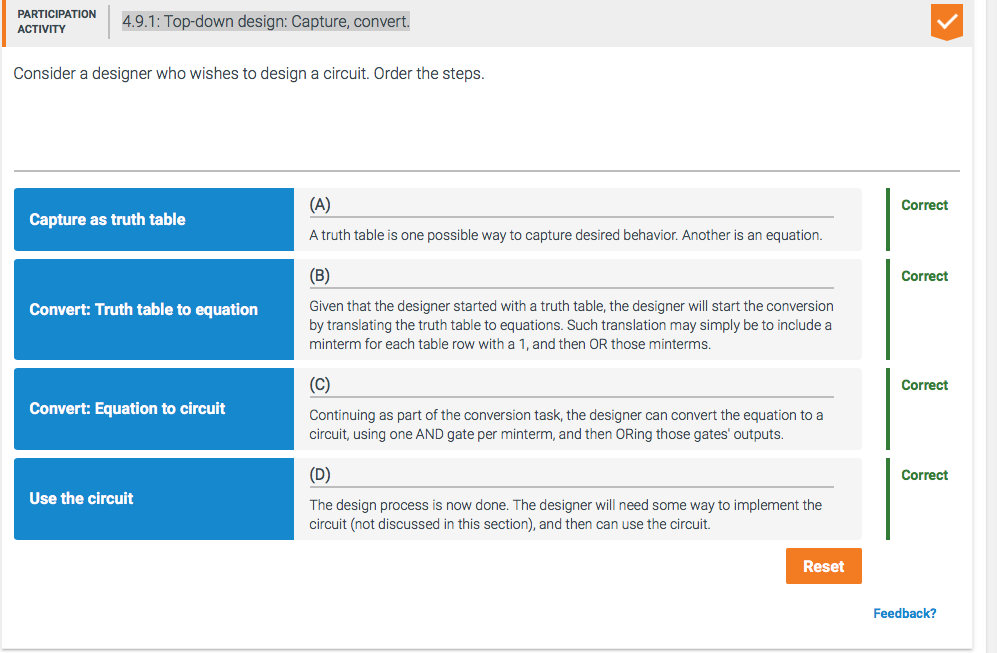 PARTICIPATION
ACTIVITY
4.9.1: Top-down design: Capture, convert.
Consider a designer who wishes to design a circuit. Order the steps.
Capture as truth table
(A)
A truth table is one possible way to capture desired behavior. Another is an equation.
Correct
Convert: Truth table to equation
(B)
Given that the designer started with a truth table, the designer will start the conversion
by translating the truth table to equations. Such translation may simply be to include a
minterm for each table row with a 1, and then OR those minterms.
Correct
Convert: Equation to circuit
(C)
Continuing as part of the conversion task, the designer can convert the equation to a
circuit, using one AND gate per minterm, and then ORing those gates' outputs.
Correct
Use the circuit
(D)
The design process is now done. The designer will need some way to implement the
circuit (not discussed in this section), and then can use the circuit.
Correct
Reset
Feedback?